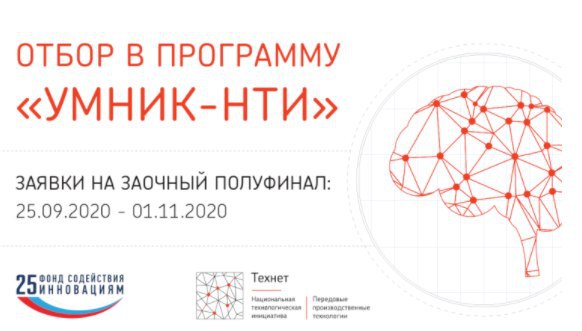 ОТБОР В ПРОГРАММУ
«УМНИК-НТИ»
ЗАЯВКИ НА ЗАОЧНЫЙ ПОЛУФИНАЛ:
25.09.2020 - 01.11.2020
25 ФОНД СОДЕЙСТВИЯ
ИННОВАЦИЯМ
Технет
Национальная
технологическая
инициатива
Передовые
производственные
технологии